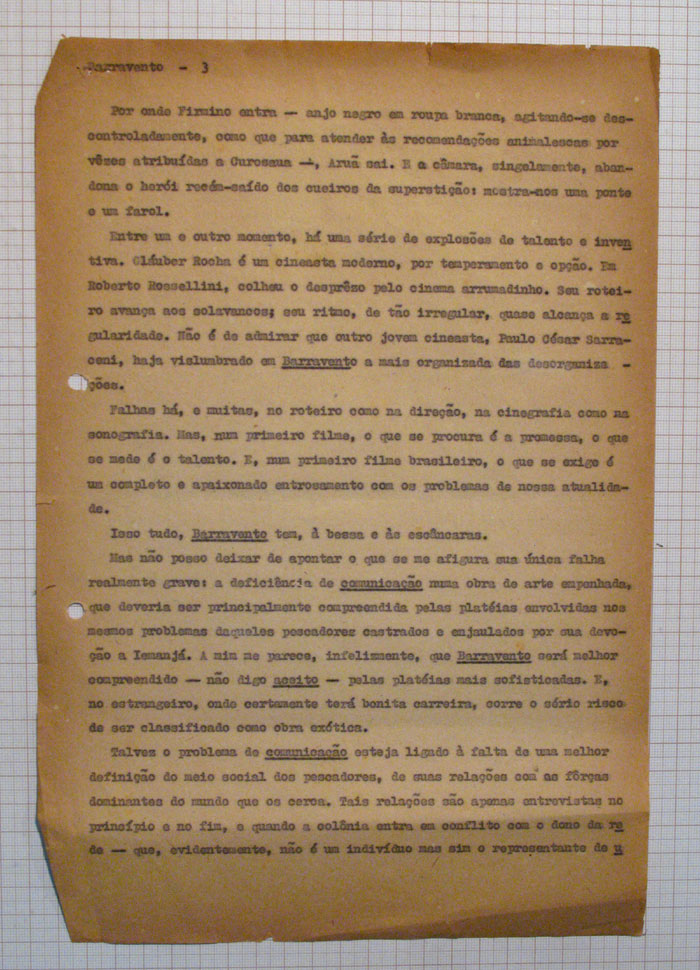 Barravento - 3
Por onde Firmino entra — anjo negro em roupa branca, agitando-se des-
controladamente, como que para atender às recomendações animalescas por
vêzes atribuídas a Curosawa —, Aruã sai. E a câmara, singelamente, aban-
dona o herói recém-saído dos cueiros da superstição: mostra-nos uma ponte
e um farol.
Entre um e outro momento, há uma série de explosões de talento e inven
tiva. Gláuber Rocha é um cineasta moderno, por temperamento e opção. Em
Roberto Rossellini, colheu o desprêzo pelo cinema arrumadinho. Seu rotei-
ro avança aos solavancos; seu ritmo, de tão irregular, quase alcança a re
gularidade. Não é de admirar que outro jovem cineasta, Paulo César Sarra-
ceni, haja vislumbrado em Barravento a mais organizada das desorganiza -
ções.
Falhas há, e muitas, no roteiro como na direção, na cinegrafia como na
sonografia. Mas, num primeiro filme, o que se procura é a promessa, o que
se mede é o talento. E, num primeiro filme brasileiro, o que se exige é
um completo e apaixonado entrosamento com os problemas de nossa atualida-
de.
Isso tudo, Barravento tem, à bessa e às escâncaras.
Mas não posso deixar de apontar o que se me afigura sua única falha
realmente grave: a deficiência de comunicação numa obra de arte empenhada,
que deveria ser principalmente compreendida pelas platéias envolvidas nos
mesmos problemas daqueles pescadores castrados e enjaulados por sua devo-
ção a Iemanjá. A mim me parece, infelizmente, que Barravento será melhor
compreendido — não digo aceito — pelas platéias mais sofisticadas. E,
no estrangeiro, onde certamente terá bonita carreira, corre o sério risco
de ser classificado como obra exótica.
Talvez o problema de comunicação esteja ligado à falta de uma melhor
definição do meio social dos pescadores, de suas relações com as fôrças
dominantes do mundo que os cerca. Tais relações são apenas entrevistas no
princípio e no fim, e quando a colônia entra em conflito com o dono da re
de — que, evidentemente, não é um indivíduo mas sim o representante de u